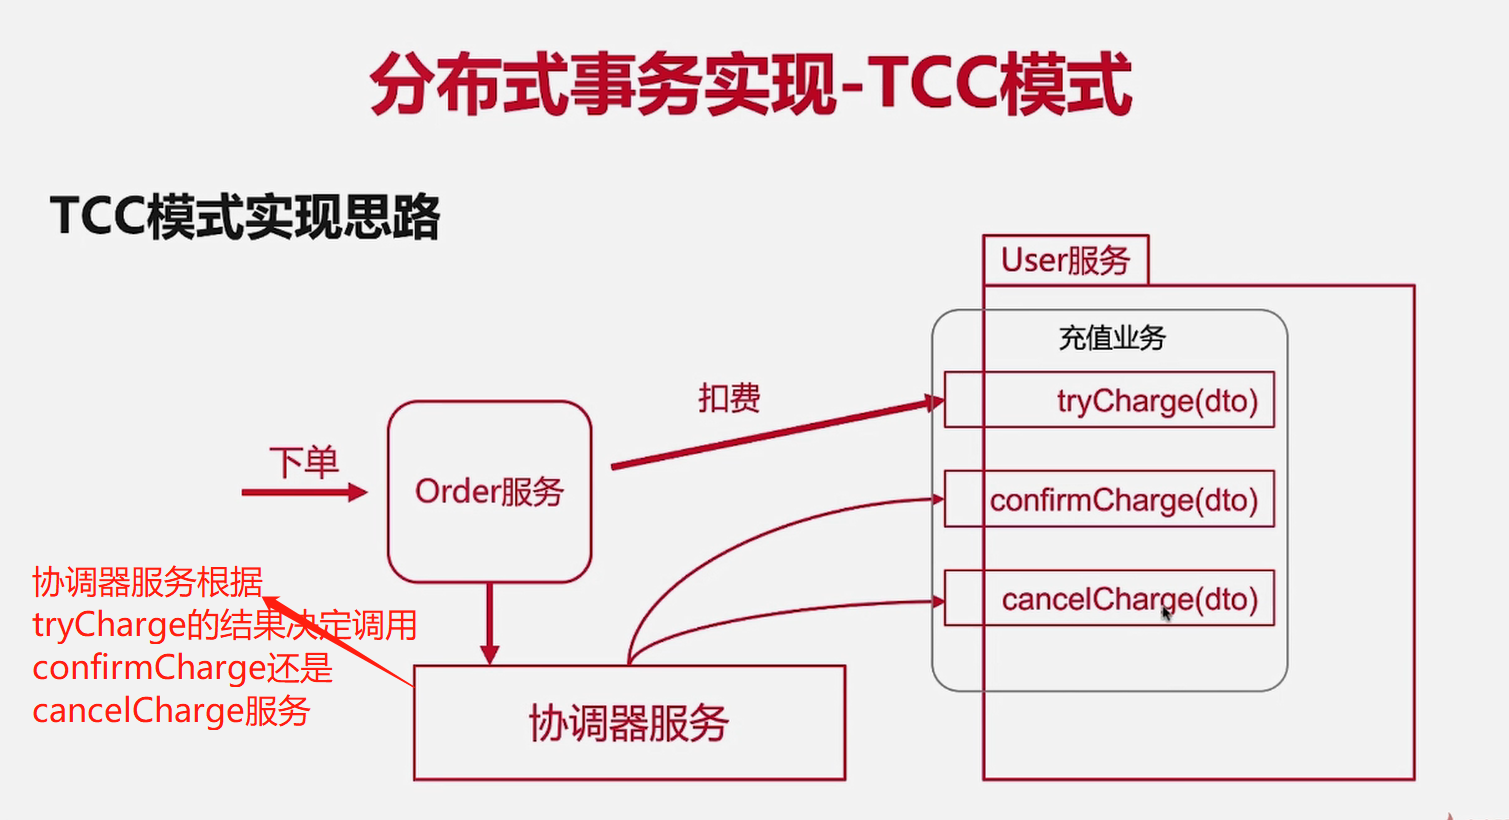 分布式事务实现-TCC模式
TCC模式实现思路
User服务
充值业务
扣费
tryCharge(dto)
下单
Order服务
confirmCharge(dto)
协调器服务根据
tryCharge的结果决定调用
confirmCharge还是
cancelCharge服务
cancelCharge(dto)
协调器服务